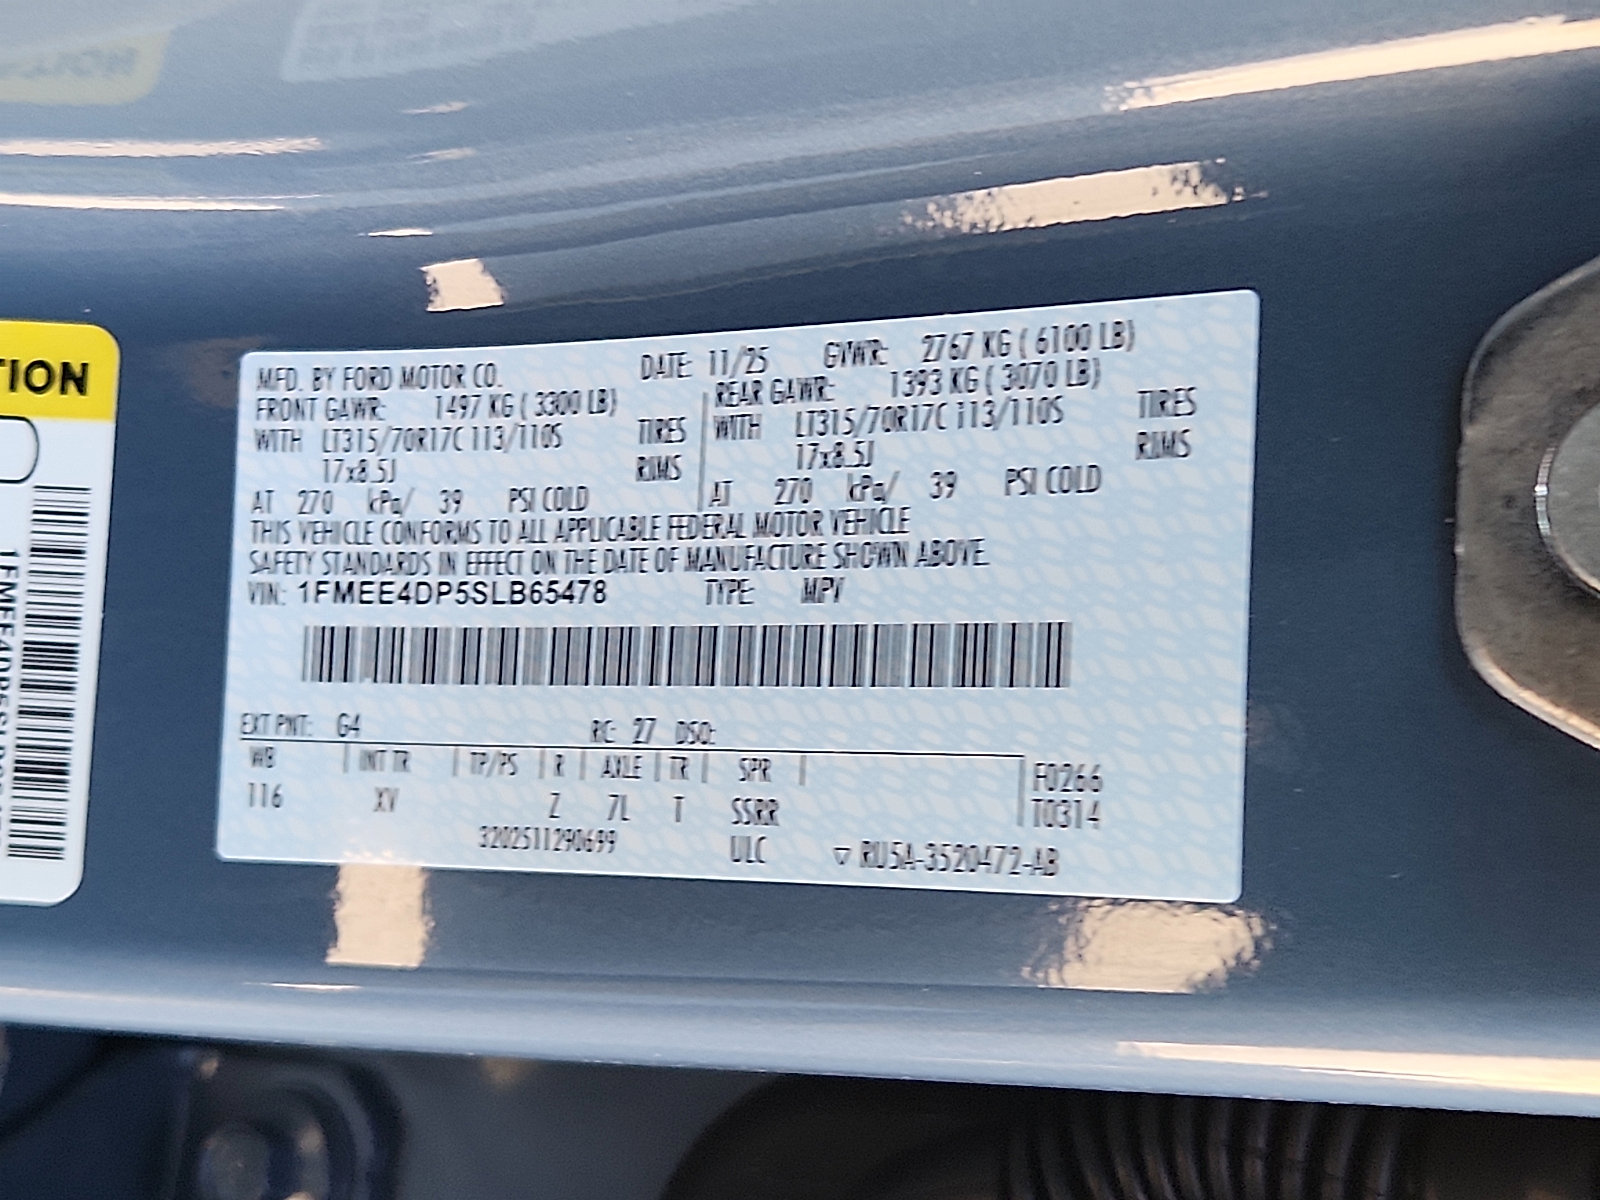 TION
1FMEE4DP5SLB65478
MFD. BY FORD MOTOR CO. DATE: 11/25 GVWR: 2767 KG ( 6100 LB)
FRONT GAWR: 1497 KG ( 3300 LB) REAR GAWR: 1393 KG ( 3070 LB)
WITH LT315/70R17C 113/110S TIRES WITH LT315/70R17C 113/110S TIRES
17x8.5J RIMS 17x8.5J RIMS
AT 270 kPa/ 39 PSI COLD AT 270 kPa/ 39 PSI COLD
THIS VEHICLE CONFORMS TO ALL APPLICABLE FEDERAL MOTOR VEHICLE
SAFETY STANDARDS IN EFFECT ON THE DATE OF MANUFACTURE SHOWN ABOVE.
VIN: 1FMEE4DP5SLB65478 TYPE: MPV
EXT PNT: G4 RC: 27 DSO:
WB | INT TR | TP/PS | R | AXLE | TR | SPR | F0266
116 XV Z 7L T SSRR T0314
3202511290699 ULC ▽ RU5A-3520472-AB